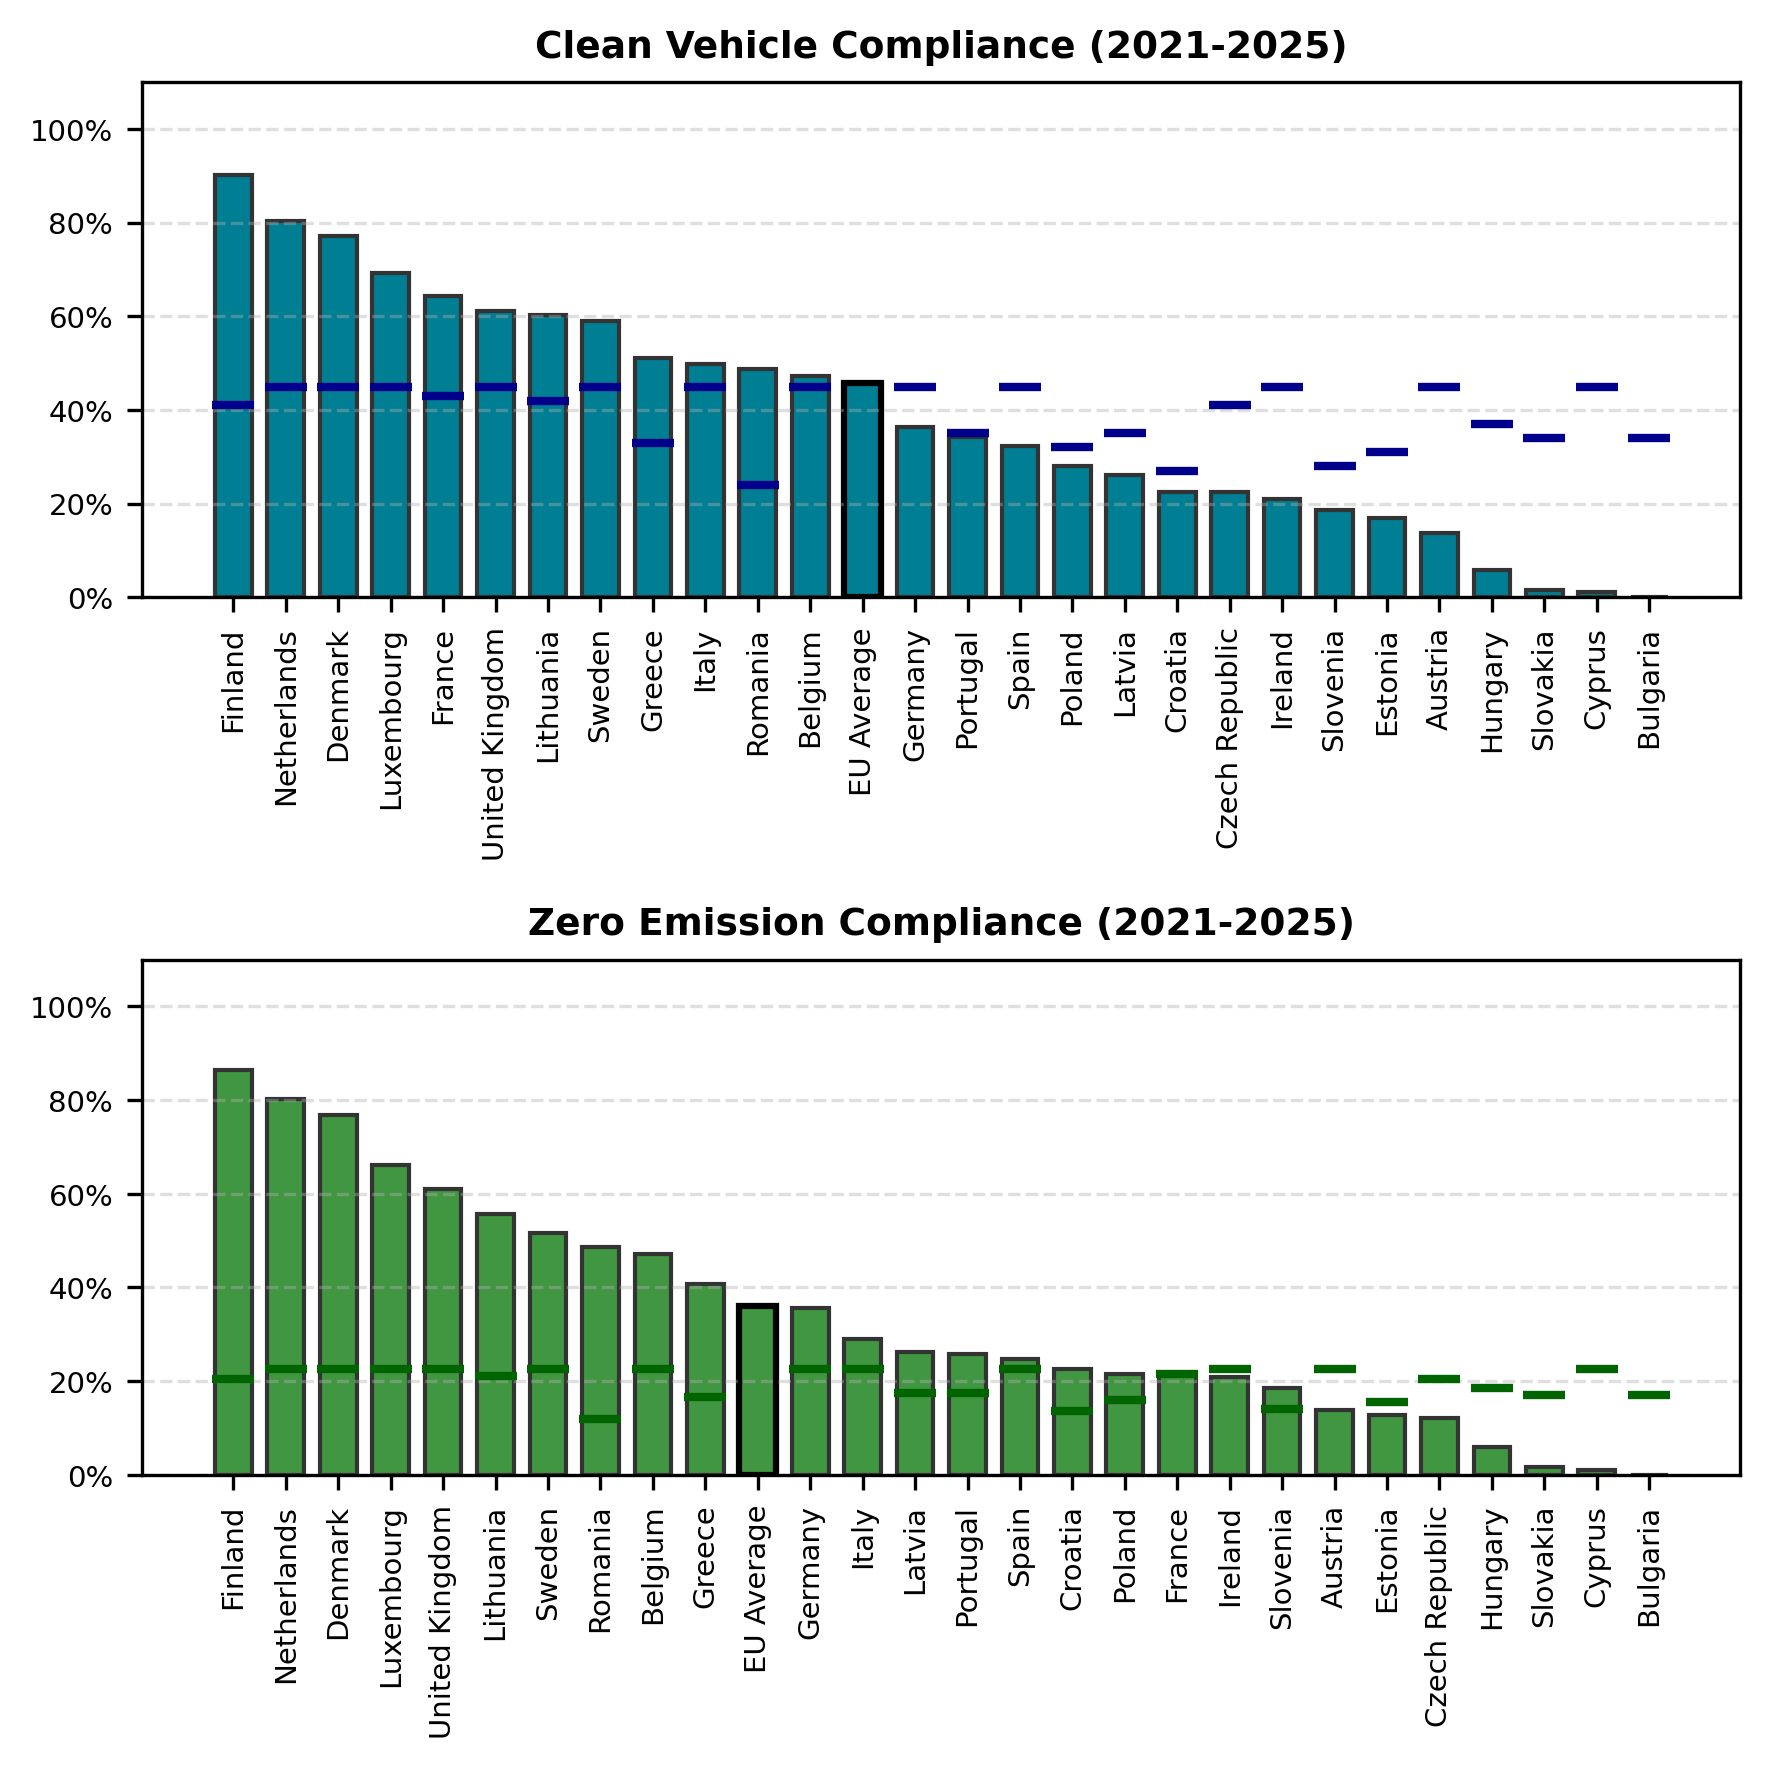 Clean Vehicle Compliance (2021-2025)
100%
80%
60%
40%
20%
0%
Finland
Netherlands
Denmark
Luxembourg
France
United Kingdom
Lithuania
Sweden
Greece
Italy
Romania
Belgium
EU Average
Germany
Portugal
Spain
Poland
Latvia
Croatia
Czech Republic
Ireland
Slovenia
Estonia
Austria
Hungary
Slovakia
Cyprus
Bulgaria
Zero Emission Compliance (2021-2025)
100%
80%
60%
40%
20%
0%
Finland
Netherlands
Denmark
Luxembourg
United Kingdom
Lithuania
Sweden
Romania
Belgium
Greece
EU Average
Germany
Italy
Latvia
Portugal
Spain
Croatia
Poland
France
Ireland
Slovenia
Austria
Estonia
Czech Republic
Hungary
Slovakia
Cyprus
Bulgaria